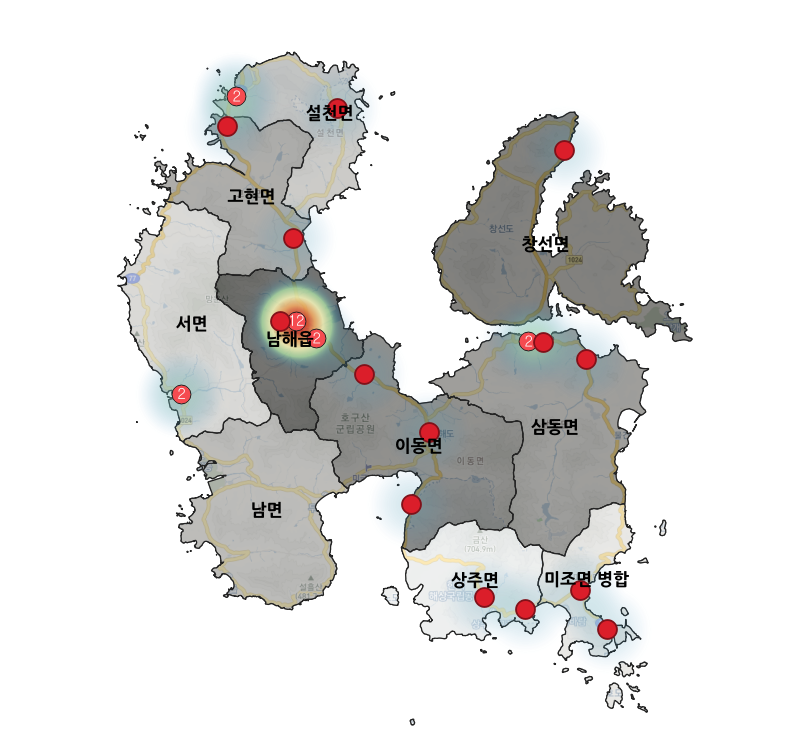 2
설천면
설천면
고현면
창선도
창선면
1024
77
서면
12
남해읍
2
2
2
호구산
군립공원
이동면
이동면
삼동면
남면
금산
(704.9m)
상주면
미조면 병합